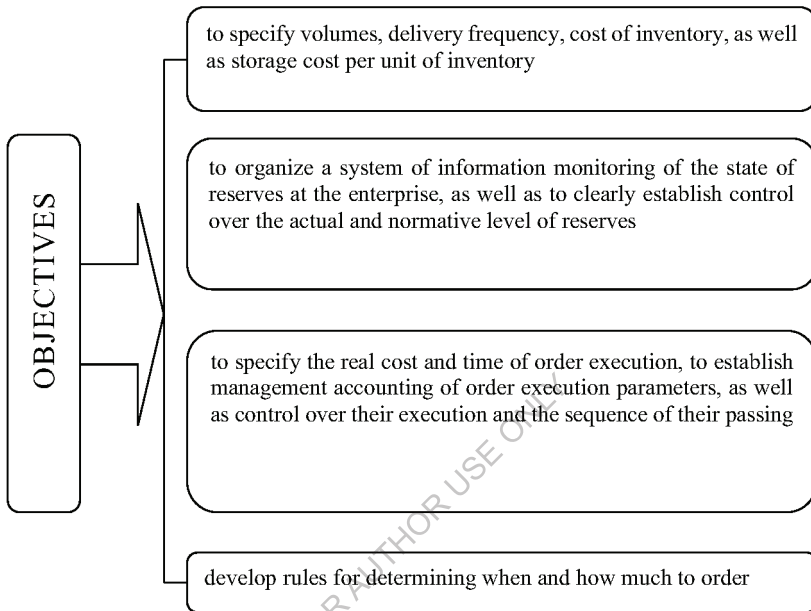 to specify volumes, delivery frequency, cost of inventory, as well
as storage cost per unit of inventory
OBJECTIVES
to organize a system of information monitoring of the state of
reserves at the enterprise, as well as to clearly establish control
over the actual and normative level of reserves
to specify the real cost and time of order execution, to establish
management accounting of order execution parameters, as well
as control over their execution and the sequence of their passing
develop rules for determining when and how much to order
R AUTHOR USE ONLY